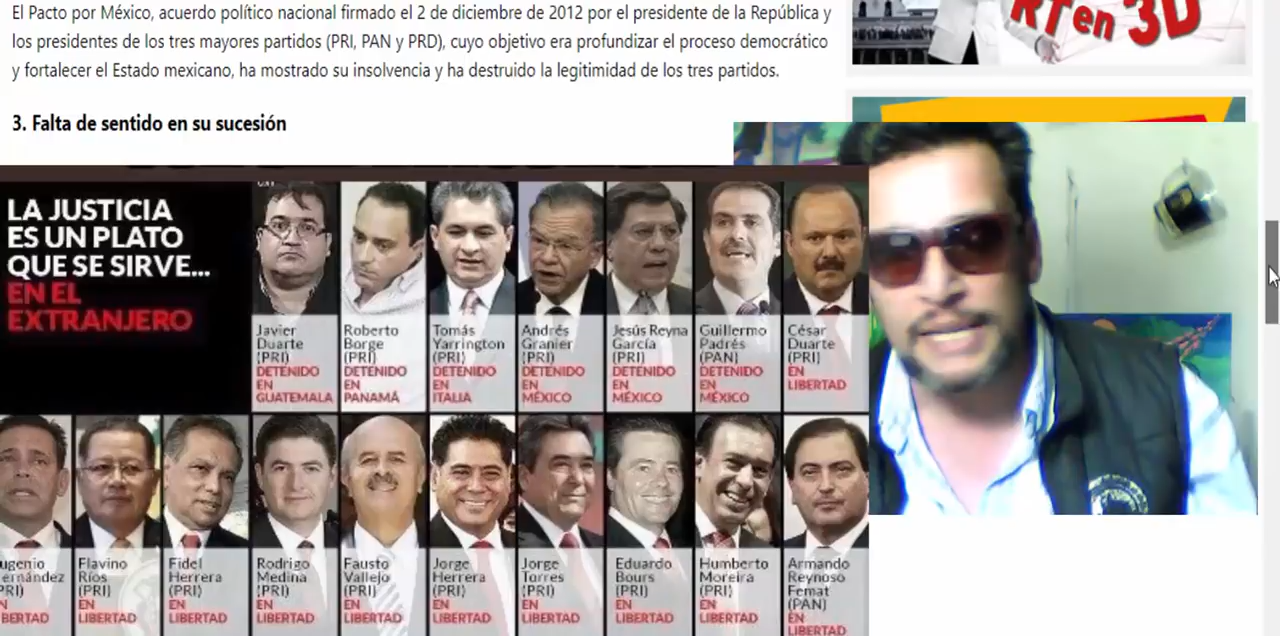 El Pacto por México, acuerdo político nacional firmado el 2 de diciembre de 2012 por el presidente de la República y
los presidentes de los tres mayores partidos (PRI, PAN y PRD), cuyo objetivo era profundizar el proceso democrático
y fortalecer el Estado mexicano, ha mostrado su insolvencia y ha destruido la legitimidad de los tres partidos.
RT en 3D
3. Falta de sentido en su sucesión
LA JUSTICIA
ES UN PLATO
QUE SE SIRVE...
EN EL
EXTRANJERO
Javier
Duarte
(PRI)
DETENIDO
EN
GUATEMALA
Roberto
Borge
(PRI)
DETENIDO
EN
PANAMÁ
Tomás
Yarrington
(PRI)
DETENIDO
EN
ITALIA
Andrés
Granier
(PRI)
DETENIDO
EN
MÉXICO
Jesús Reyna
García
(PRI)
DETENIDO
EN
MÉXICO
Guillermo
Padrés
(PAN)
DETENIDO
EN
MÉXICO
César
Duarte
(PRI)
EN
LIBERTAD
ugenio
ernández
PRI)
N
BERTAD
Flavino
Ríos
(PRI)
EN
LIBERTAD
Fidel
Herrera
(PRI)
EN
LIBERTAD
Rodrigo
Medina
(PRI)
EN
LIBERTAD
Fausto
Vallejo
(PRI)
EN
LIBERTAD
Jorge
Herrera
(PRI)
EN
LIBERTAD
Jorge
Torres
(PRI)
EN
LIBERTAD
Eduardo
Bours
(PRI)
EN
LIBERTAD
Humberto
Moreira
(PRI)
EN
LIBERTAD
Armando
Reynoso
Femat
(PAN)
EN
LIBERTAD